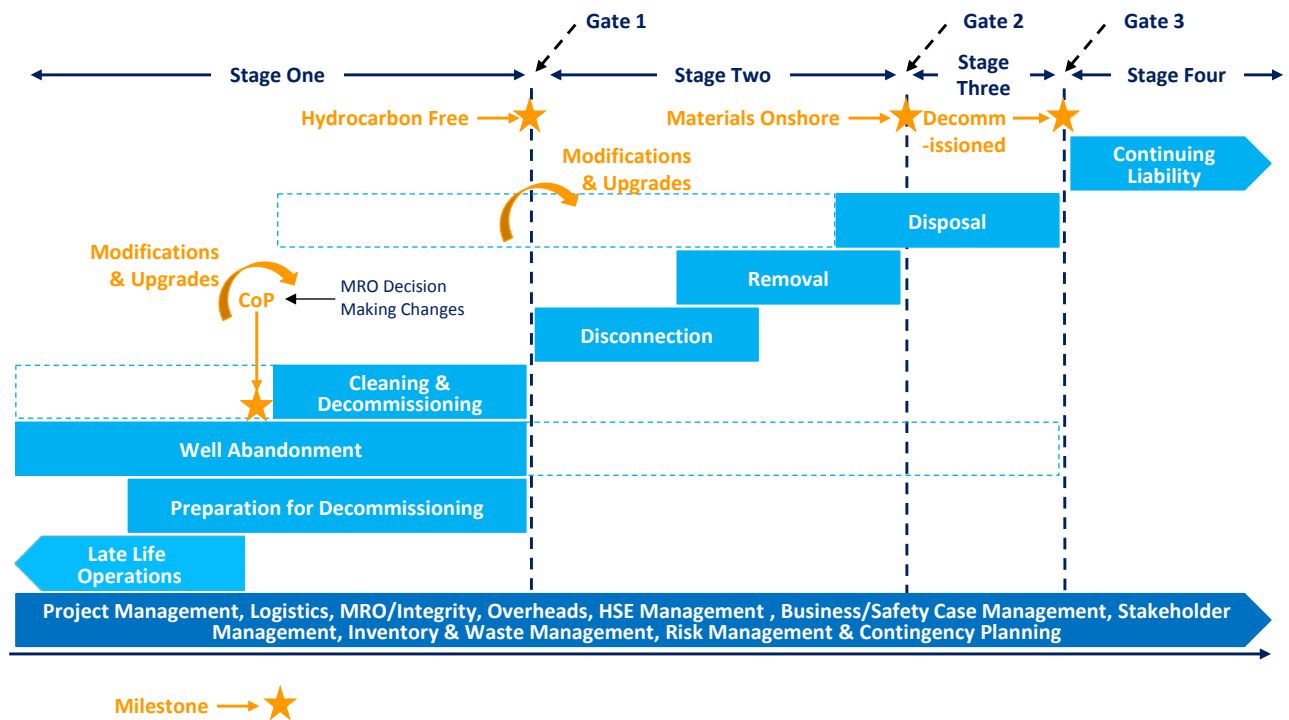 Gate 1
Gate 2
Gate 3
Stage One
Stage Two
Stage
Three
Stage Four
Hydrocarbon Free
Materials Onshore
Decomm
-issioned
Continuing
Liability
Modifications
& Upgrades
Disposal
Modifications
& Upgrades
Removal
CoP
MRO Decision
Making Changes
Disconnection
Cleaning &
Decommissioning
Well Abandonment
Preparation for Decommissioning
Late Life
Operations
Project Management, Logistics, MRO/Integrity, Overheads, HSE Management , Business/Safety Case Management, Stakeholder
Management, Inventory & Waste Management, Risk Management & Contingency Planning
Milestone